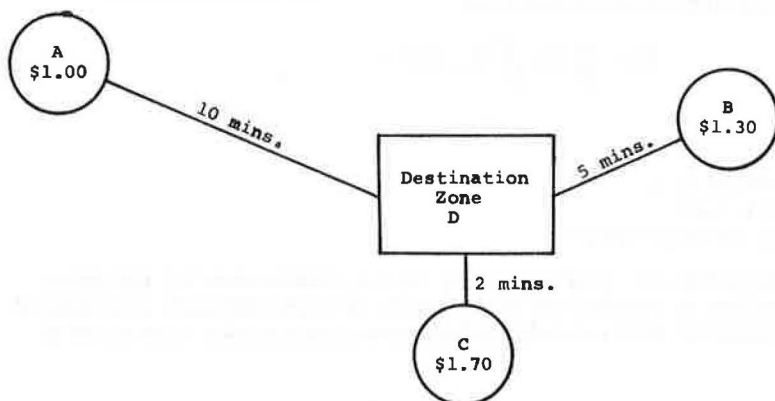 A
$1.00
10 mins.
B
$1.30
5 mins.
Destination
Zone
D
2 mins.
C
$1.70